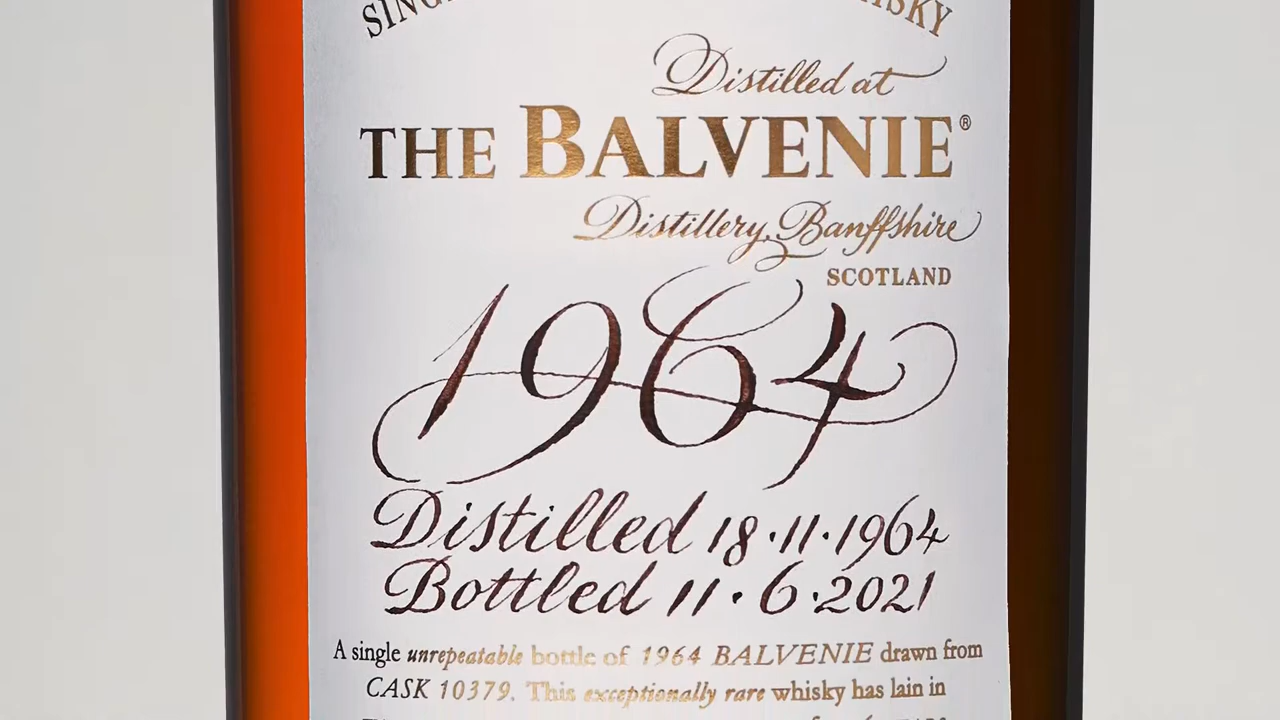 Distilled at
THE BALVENIE®
Distillery, Banffshire
SCOTLAND
1964
Distilled 18·11·1964
Bottled 11·6·2021
A single unrepeatable bottle of 1964 BALVENIE drawn from
CASK 10379. This exceptionally rare whisky has lain in